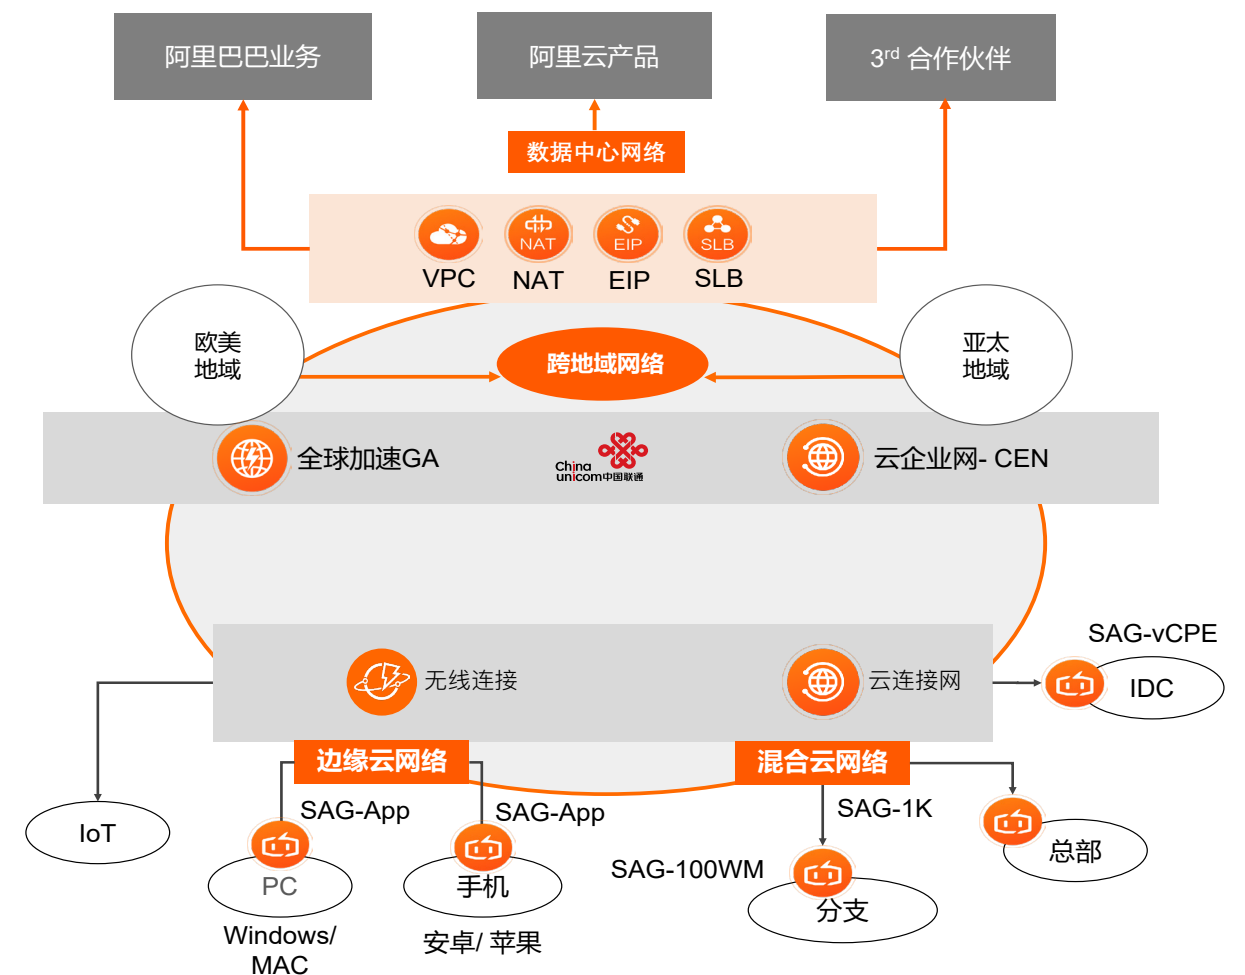 阿里巴巴业务
阿里云产品
3rd 合作伙伴
数据中心网络
NAT
EIP
SLB
VPC
NAT
EIP
SLB
欧美
地域
跨地域网络
亚太
地域
全球加速GA
China
unicom中国联通
云企业网- CEN
SAG-vCPE
无线连接
云连接网
IDC
边缘云网络
混合云网络
SAG-App
SAG-App
SAG-1K
IoT
总部
SAG-100WM
PC
手机
分支
Windows/
MAC
安卓/ 苹果